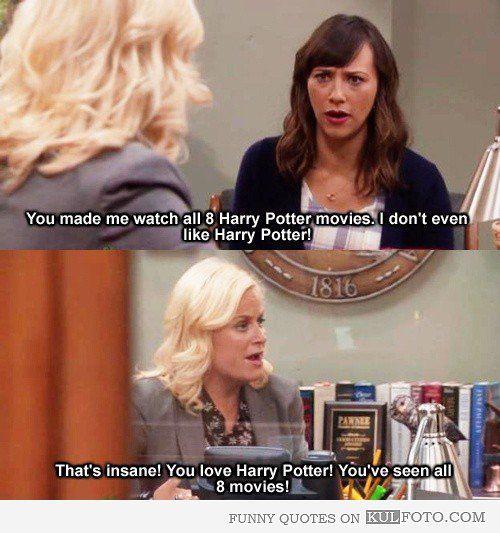 You made me watch all 8 Harry Potter movies. I don't even
like Harry Potter!
1816
PAWNEE
That's insane! You love Harry Potter! You've seen all
8 movies!
FUNNY QUOTES ON KULFOTO.COM